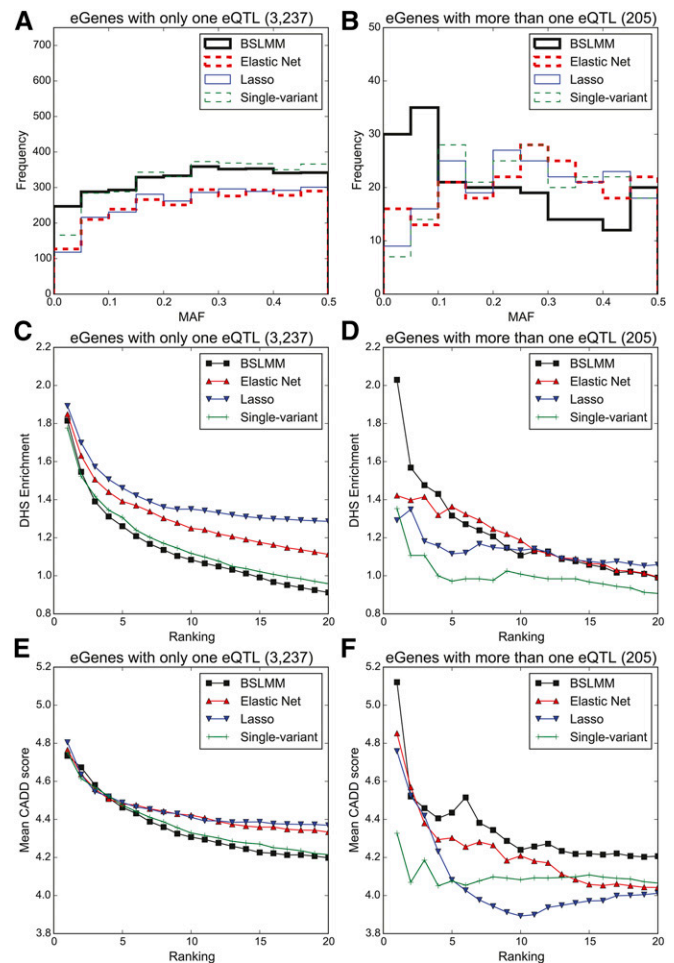 A
eGenes with only one eQTL (3,237)
700
600
500
400
300
200
100
0
Frequency
BSLMM
Elastic Net
Lasso
Single-variant
0.0
0.1
0.2
0.3
0.4
0.5
MAF
B
eGenes with more than one eQTL (205)
50
40
30
20
10
0
Frequency
BSLMM
Elastic Net
Lasso
Single-variant
0.0
0.1
0.2
0.3
0.4
0.5
MAF
C
eGenes with only one eQTL (3,237)
2.2
2.0
1.8
1.6
1.4
1.2
1.0
0.8
DHS Enrichment
BSLMM
Elastic Net
Lasso
Single-variant
0
5
10
15
20
Ranking
D
eGenes with more than one eQTL (205)
2.2
2.0
1.8
1.6
1.4
1.2
1.0
0.8
DHS Enrichment
BSLMM
Elastic Net
Lasso
Single-variant
0
5
10
15
20
Ranking
E
eGenes with only one eQTL (3,237)
5.2
5.0
4.8
4.6
4.4
4.2
4.0
3.8
Mean CADD score
BSLMM
Elastic Net
Lasso
Single-variant
0
5
10
15
20
Ranking
F
eGenes with more than one eQTL (205)
5.2
5.0
4.8
4.6
4.4
4.2
4.0
3.8
Mean CADD score
BSLMM
Elastic Net
Lasso
Single-variant
0
5
10
15
20
Ranking